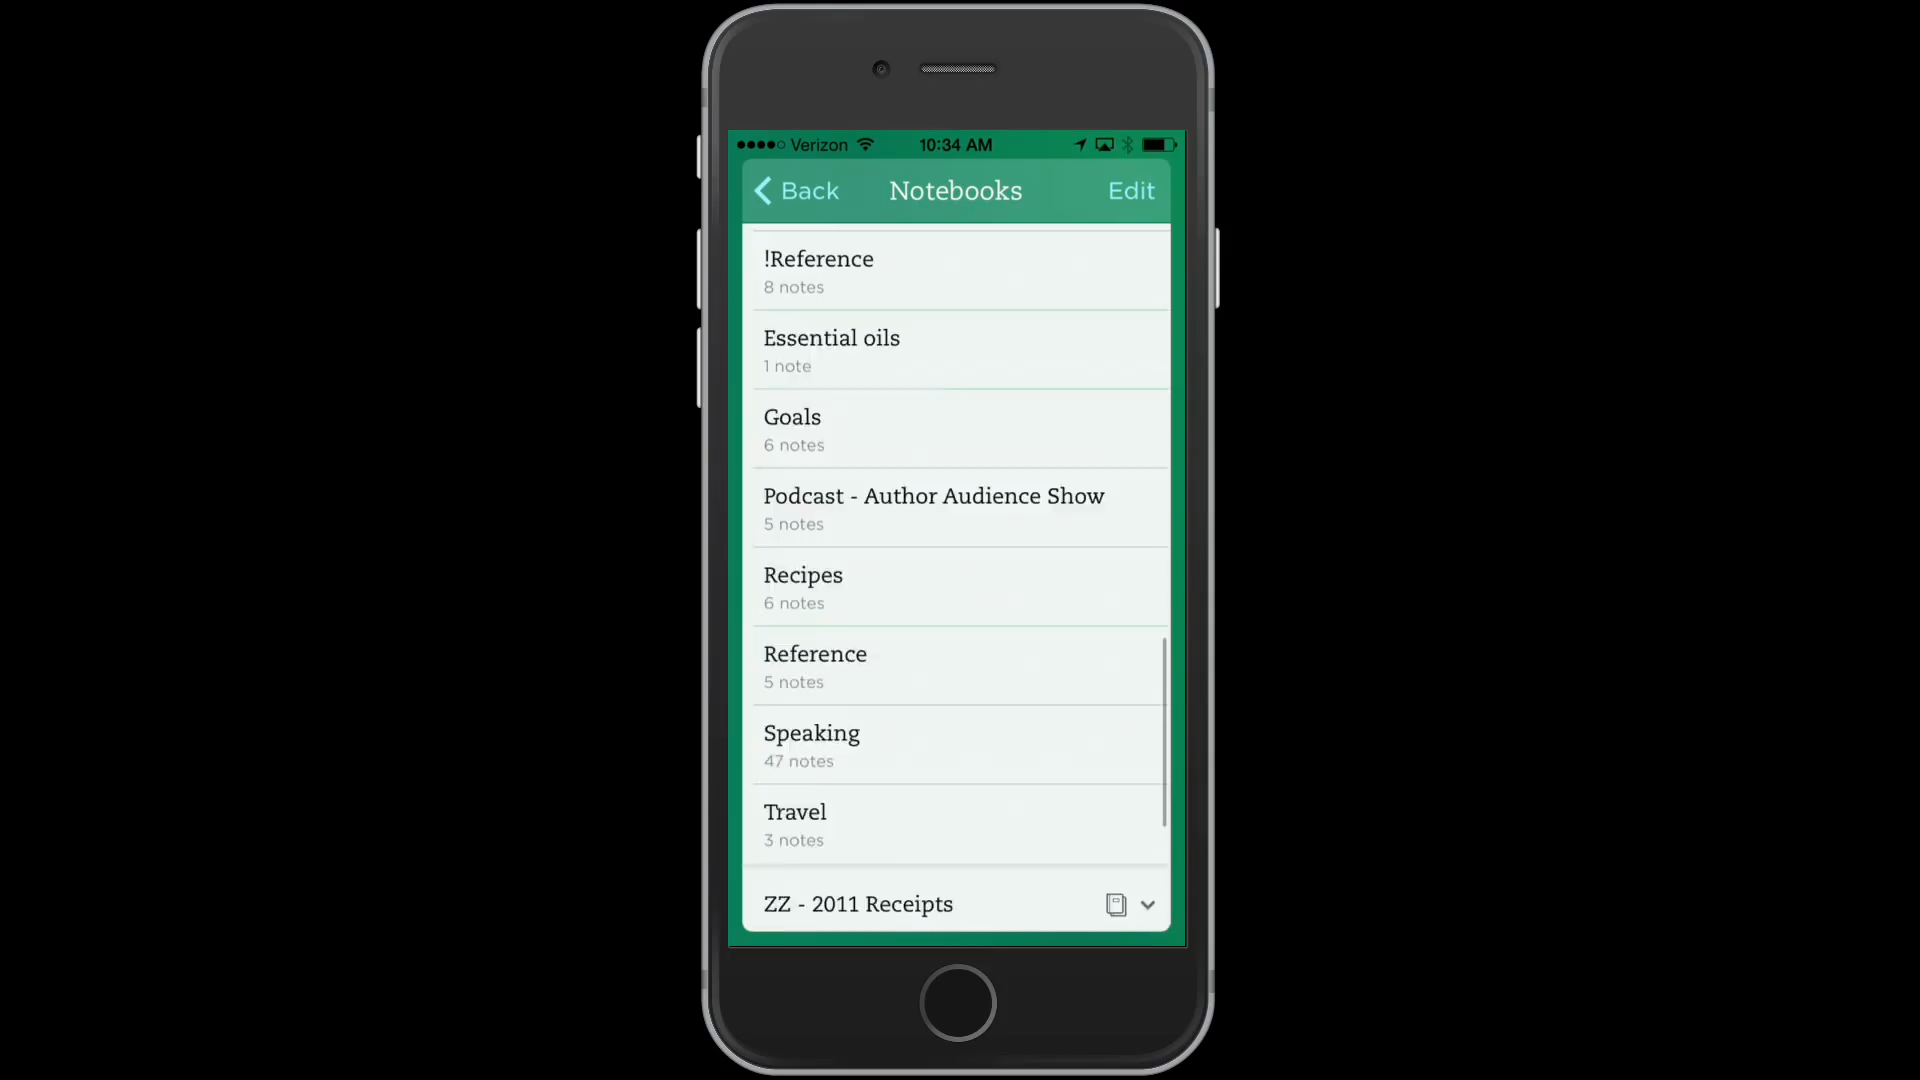 Verizon 10:34 AM
Back Notebooks Edit
!Reference
8 notes
Essential oils
1 note
Goals
6 notes
Podcast - Author Audience Show
5 notes
Recipes
6 notes
Reference
5 notes
Speaking
47 notes
Travel
3 notes
ZZ - 2011 Receipts